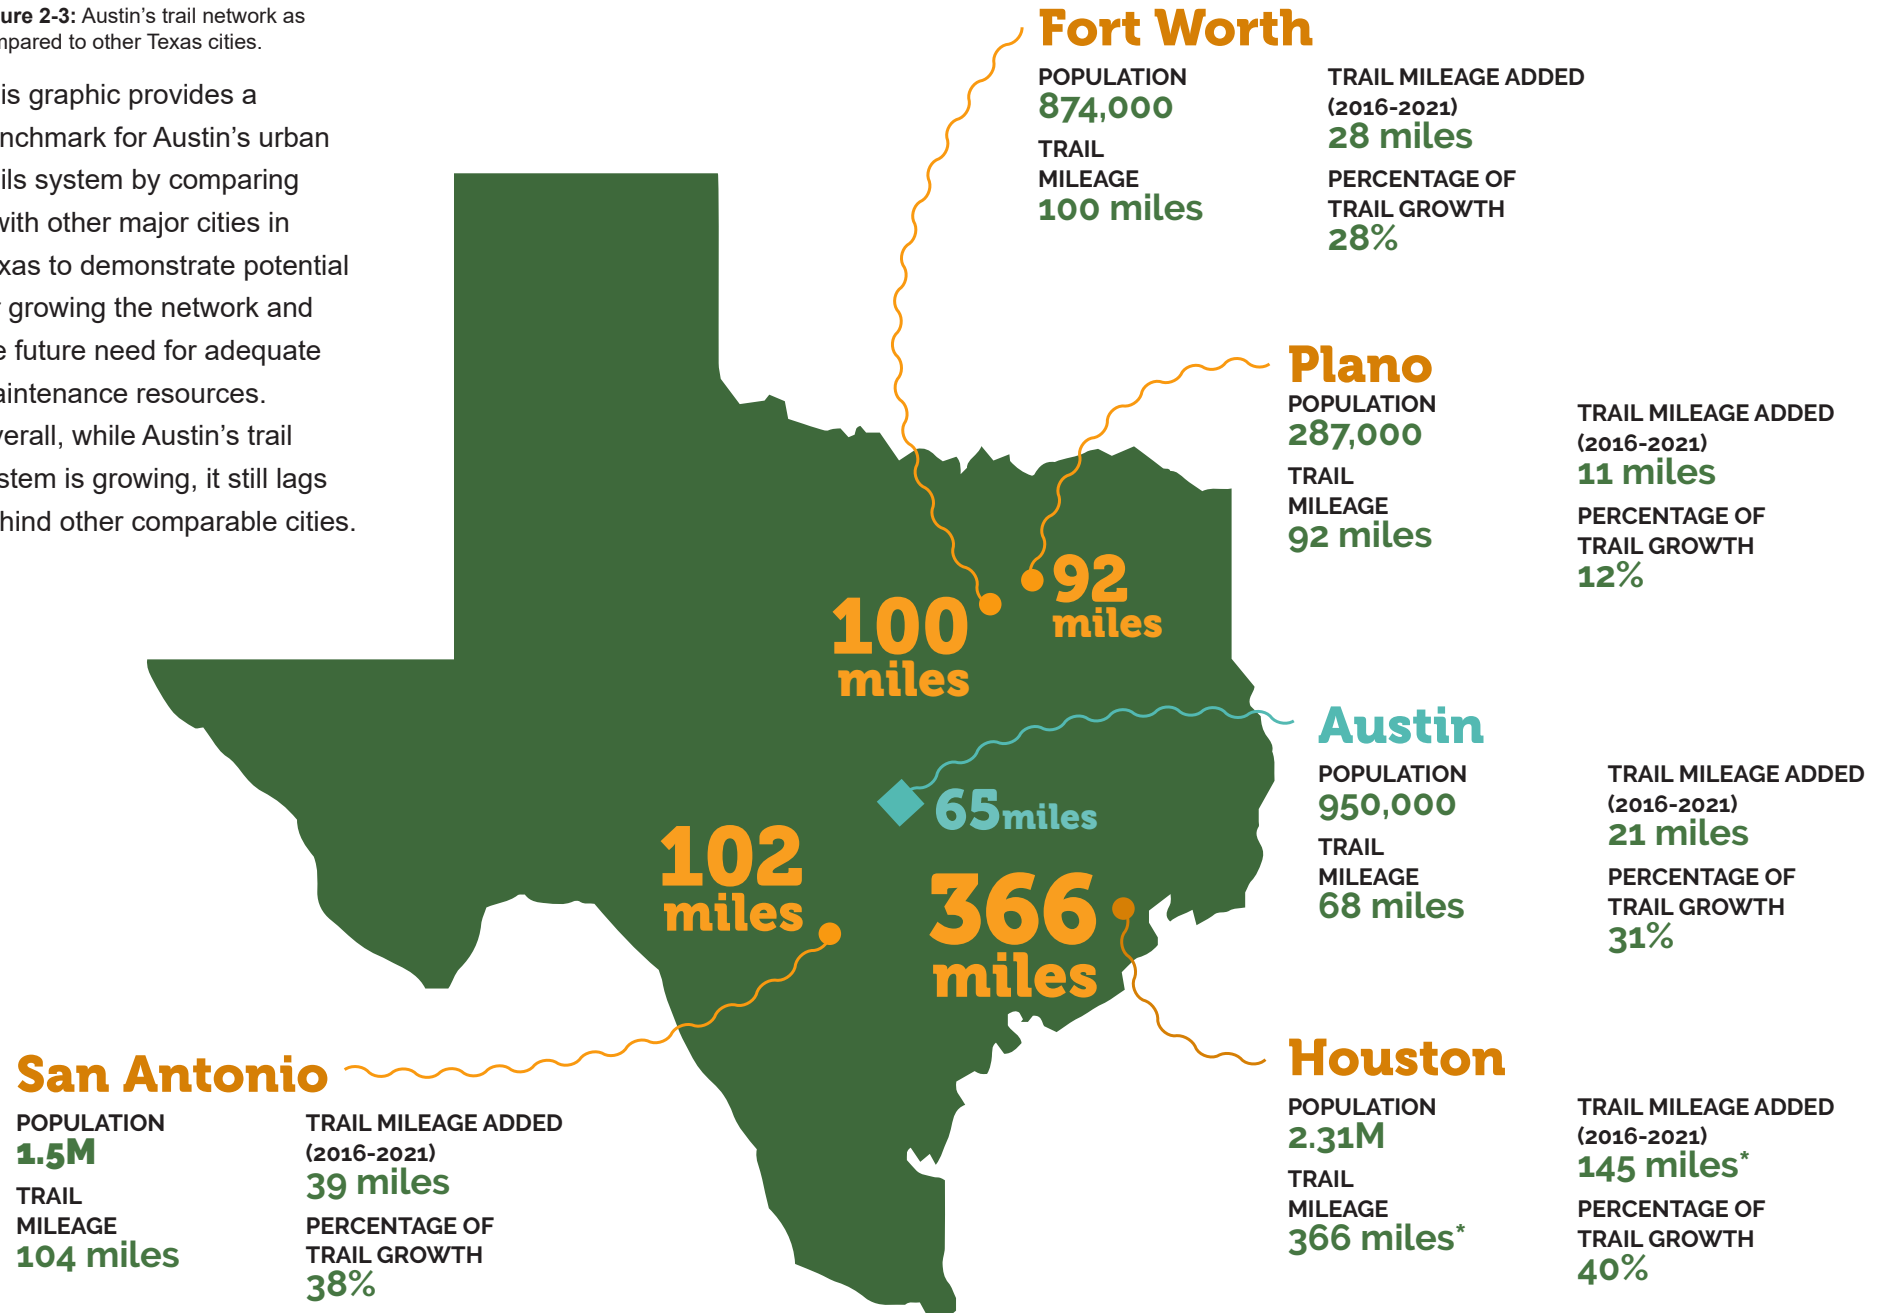 ure 2-3: Austin's trail network as
mpared to other Texas cities.
is graphic provides a
nchmark for Austin's urban
ils system by comparing
with other major cities in
xas to demonstrate potential
r growing the network and
e future need for adequate
aintenance resources.
verall, while Austin's trail
stem is growing, it still lags
hind other comparable cities.
Fort Worth
POPULATION
874,000
TRAIL
MILEAGE
100 miles
TRAIL MILEAGE ADDED
(2016-2021)
28 miles
PERCENTAGE OF
TRAIL GROWTH
28%
Plano
POPULATION
287,000
TRAIL
MILEAGE
92 miles
TRAIL MILEAGE ADDED
(2016-2021)
11 miles
PERCENTAGE OF
TRAIL GROWTH
12%
92
miles
100
miles
Austin
POPULATION
950,000
TRAIL
MILEAGE
68 miles
TRAIL MILEAGE ADDED
(2016-2021)
21 miles
PERCENTAGE OF
TRAIL GROWTH
31%
65miles
102
miles
366
miles
San Antonio
POPULATION
1.5M
TRAIL
MILEAGE
104 miles
TRAIL MILEAGE ADDED
(2016-2021)
39 miles
PERCENTAGE OF
TRAIL GROWTH
38%
Houston
POPULATION
2.31M
TRAIL
MILEAGE
366 miles*
TRAIL MILEAGE ADDED
(2016-2021)
145 miles*
PERCENTAGE OF
TRAIL GROWTH
40%